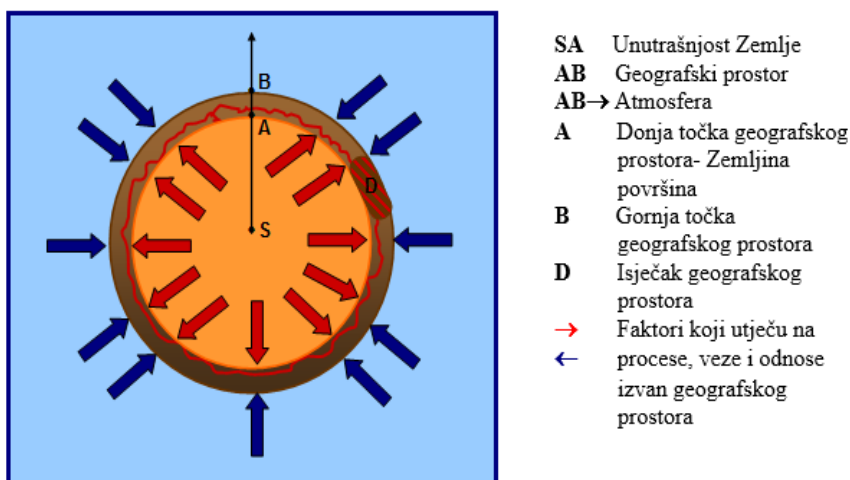 B
A
D
S
SA Unutrašnjost Zemlje
AB Geografski prostor
AB→ Atmosfera
A Donja točka geografskog
prostora- Zemljina
površina
B Gornja točka
geografskog prostora
D Isječak geografskog
prostora
→ Faktori koji utječu na
← procese, veze i odnose
izvan geografskog
prostora